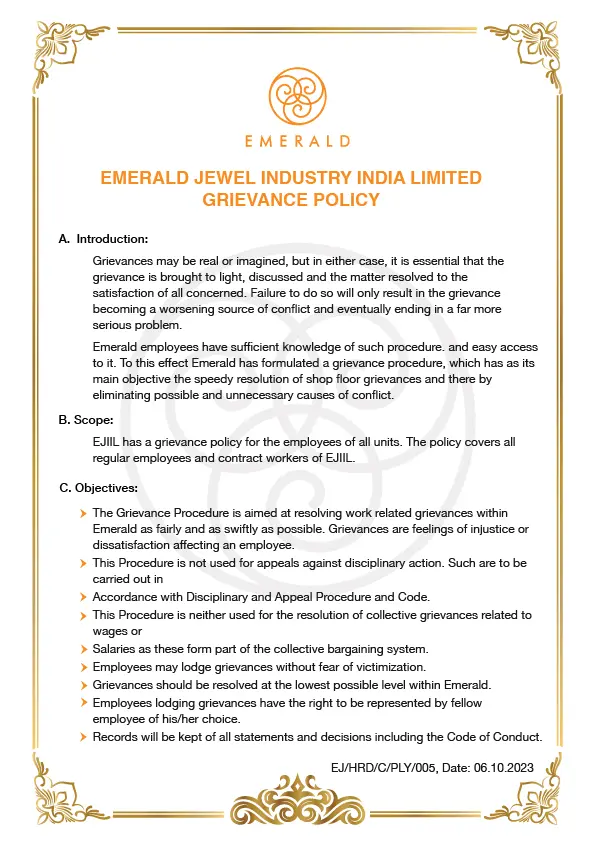 EMERALD
EMERALD JEWEL INDUSTRY INDIA LIMITED
GRIEVANCE POLICY
A. Introduction:
Grievances may be real or imagined, but in either case, it is essential that the
grievance is brought to light, discussed and the matter resolved to the
satisfaction of all concerned. Failure to do so will only result in the grievance
becoming a worsening source of conflict and eventually ending in a far more
serious problem.
Emerald employees have sufficient knowledge of such procedure. and easy access
to it. To this effect Emerald has formulated a grievance procedure, which has as its
main objective the speedy resolution of shop floor grievances and there by
eliminating possible and unnecessary causes of conflict.
B. Scope:
EJIIL has a grievance policy for the employees of all units. The policy covers all
regular employees and contract workers of EJIIL.
C. Objectives:
The Grievance Procedure is aimed at resolving work related grievances within
Emerald as fairly and as swiftly as possible. Grievances are feelings of injustice or
dissatisfaction affecting an employee.
This Procedure is not used for appeals against disciplinary action. Such are to be
carried out in
Accordance with Disciplinary and Appeal Procedure and Code.
This Procedure is neither used for the resolution of collective grievances related to
wages or
Salaries as these form part of the collective bargaining system.
Employees may lodge grievances without fear of victimization.
Grievances should be resolved at the lowest possible level within Emerald.
Employees lodging grievances have the right to be represented by fellow
employee of his/her choice.
Records will be kept of all statements and decisions including the Code of Conduct.
EJ/HRD/C/PLY/005, Date: 06.10.2023